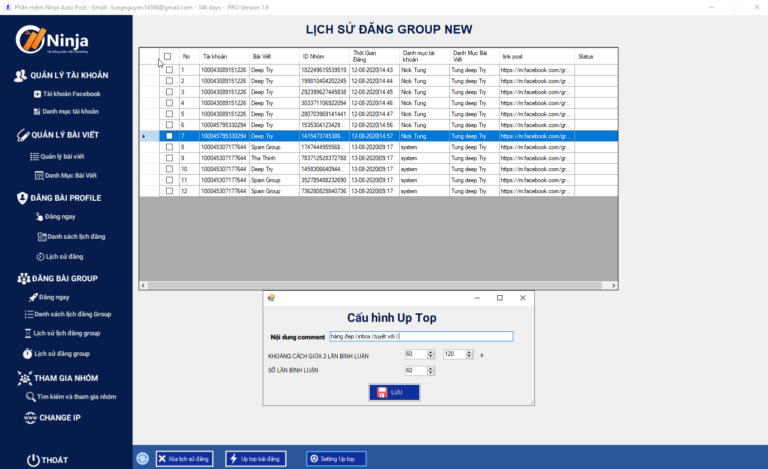 Phần mềm Ninja Auto Post - Email : tungnguyen14596@gmail.com - 346 days - PRO Version 1.6
Ninja
QUẢN LÝ TÀI KHOẢN
Tài khoản Facebook
Danh mục tài khoản
QUẢN LÝ BÀI VIẾT
Quản lý bài viết
Danh Mục Bài Viết
ĐĂNG BÀI PROFILE
Đăng ngay
Danh sách lịch đăng
Lịch sử đăng
ĐĂNG BÀI GROUP
Đăng ngay
Danh sách lịch đăng Group
Lịch sử lịch đăng group
Lịch sử đăng group
THAM GIA NHÓM
Tìm kiếm và tham gia nhóm
CHANGE IP
THOÁT
LỊCH SỬ ĐĂNG GROUP NEW
No Tài khoản Bài Viết ID Nhóm Thời Gian Đăng Danh mục tài khoản Danh Mục Bài Viết link post Status
1 100043089151226 Deep Try 182249615539519 12-08-2020|14:43 Nick Tung Tung deep Try https://m.facebook.com/gr...
2 100043089151226 Deep Try 199810404202245 12-08-2020|14:44 Nick Tung Tung deep Try https://m.facebook.com/gr...
3 100043089151226 Deep Try 292399627445838 12-08-2020|14:45 Nick Tung Tung deep Try https://m.facebook.com/gr...
4 100043089151226 Deep Try 303371106922094 12-08-2020|14:46 Nick Tung Tung deep Try https://m.facebook.com/gr...
5 100043089151226 Deep Try 280703969141441 12-08-2020|14:47 Nick Tung Tung deep Try https://m.facebook.com/gr...
6 100045795330294 Deep Try 1535304123429... 12-08-2020|14:56 Nick Tung Tung deep Try https://m.facebook.com/gr...
7 100045795330294 Deep Try 1415473745386... 12-08-2020|14:57 Nick Tung Tung deep Try https://m.facebook.com/gr...
8 100045307177644 Spam Group 1747444955568... 13-08-2020|09:17 system Tung deep Try https://m.facebook.com/gr...
9 100045307177644 Tha Thính 783712528372788 13-08-2020|09:17 system Tung deep Try https://m.facebook.com/gr...
10 100045307177644 Deep Try 1458306640944... 13-08-2020|09:17 system Tung deep Try https://m.facebook.com/gr...
11 100045307177644 Spam Group 352785488232690 13-08-2020|09:17 system Tung deep Try https://m.facebook.com/gr...
12 100045307177644 Spam Group 736280829840736 13-08-2020|09:17 system Tung deep Try https://m.facebook.com/gr...
Cấu hình Up Top
Nội dung comment hàng đẹp | inbox | tuyệt vời |
KHOẢNG CÁCH GIỮA 2 LẦN BÌNH LUẬN 60 120 s
SỐ LẦN BÌNH LUẬN 60
LƯU
Xóa lịch sử đăng
Up top bài đăng
Setting Up top